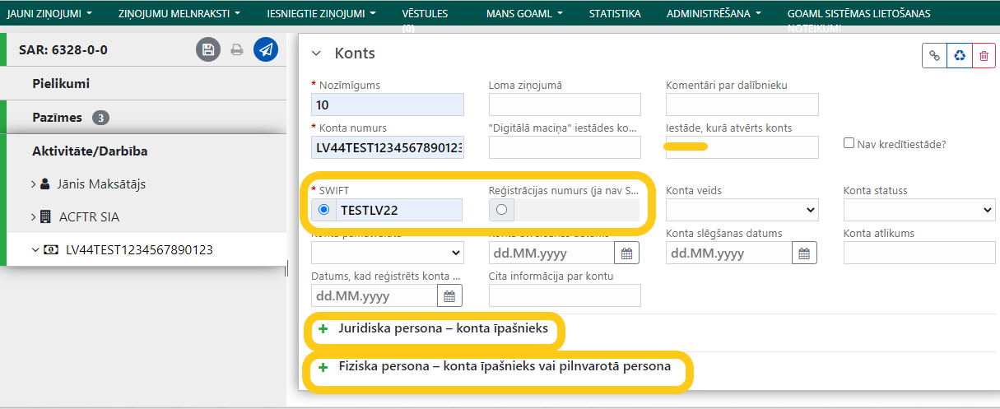 JAUNI ZIŅOJUMI ZIŅOJUMU MELNRAKSTI IESNIEGTIE ZIŅOJUMI VĒSTULES MANS GOAML STATISTIKA ADMINISTRĒŠANA GOAML SISTĒMAS LIETOŠANAS
(0) NOTEIKUMI
SAR: 6328-0-0
Pielikumi
Pazīmes 3
Aktivitāte/Darbība
Jānis Maksātājs
ACFTR SIA
LV44TEST1234567890123
Konts
* Nozīmīgums Loma ziņojumā Komentāri par dalībnieku
10
* Konta numurs "Digitālā maciņa" iestādes ko... Iestāde, kurā atvērts konts
LV44TEST1234567890123 Nav kredītiestāde?
* SWIFT Reģistrācijas numurs (ja nav S... Konta veids Konta statuss
TESTLV22
Konta slēgšanas datums Konta atlikums
dd.MM.yyyy dd.MM.yyyy
Datums, kad reģistrēts konta ... Cita informācija par kontu
dd.MM.yyyy
Juridiska persona – konta īpašnieks
Fiziska persona – konta īpašnieks vai pilnvarotā persona